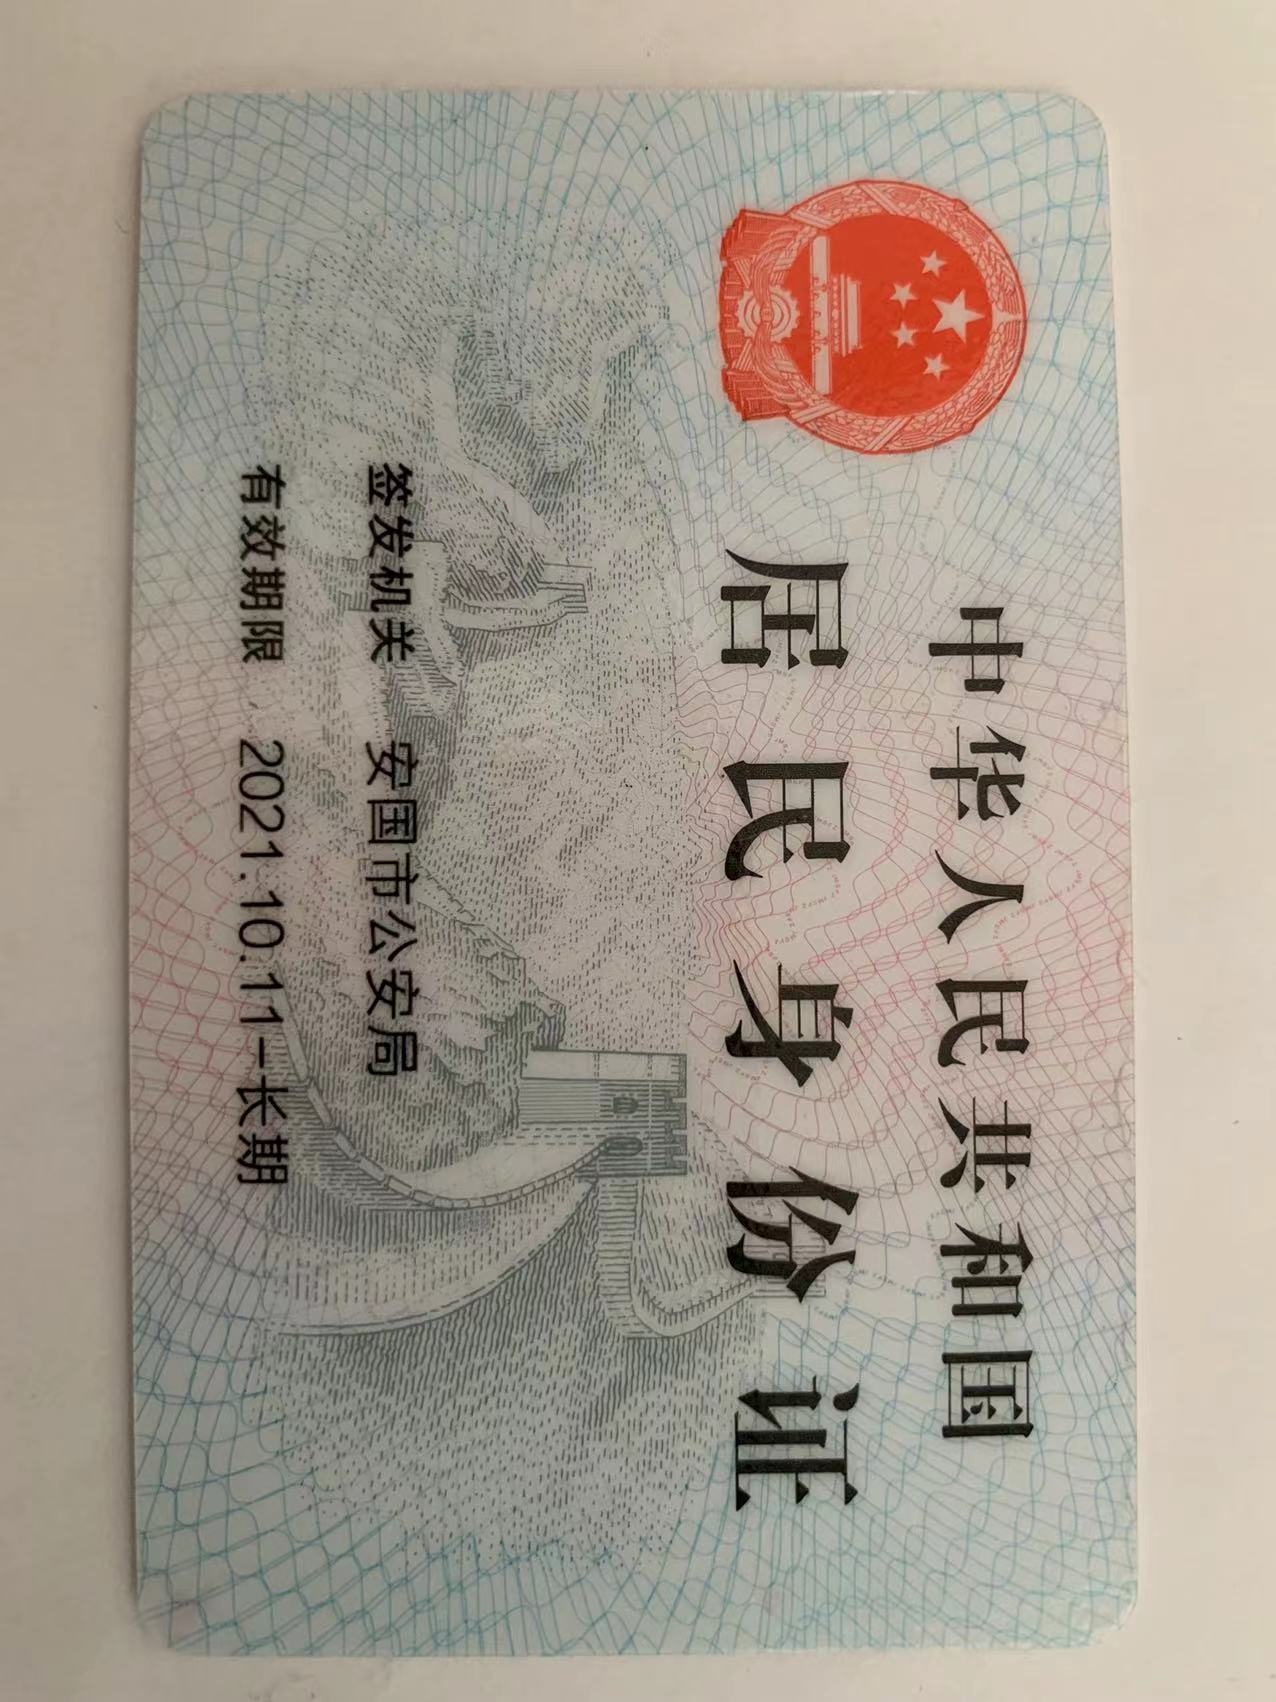 中华人民共和国
居民身份证
签发机关 安国市公安局
有效期限 2021.10.11-长期